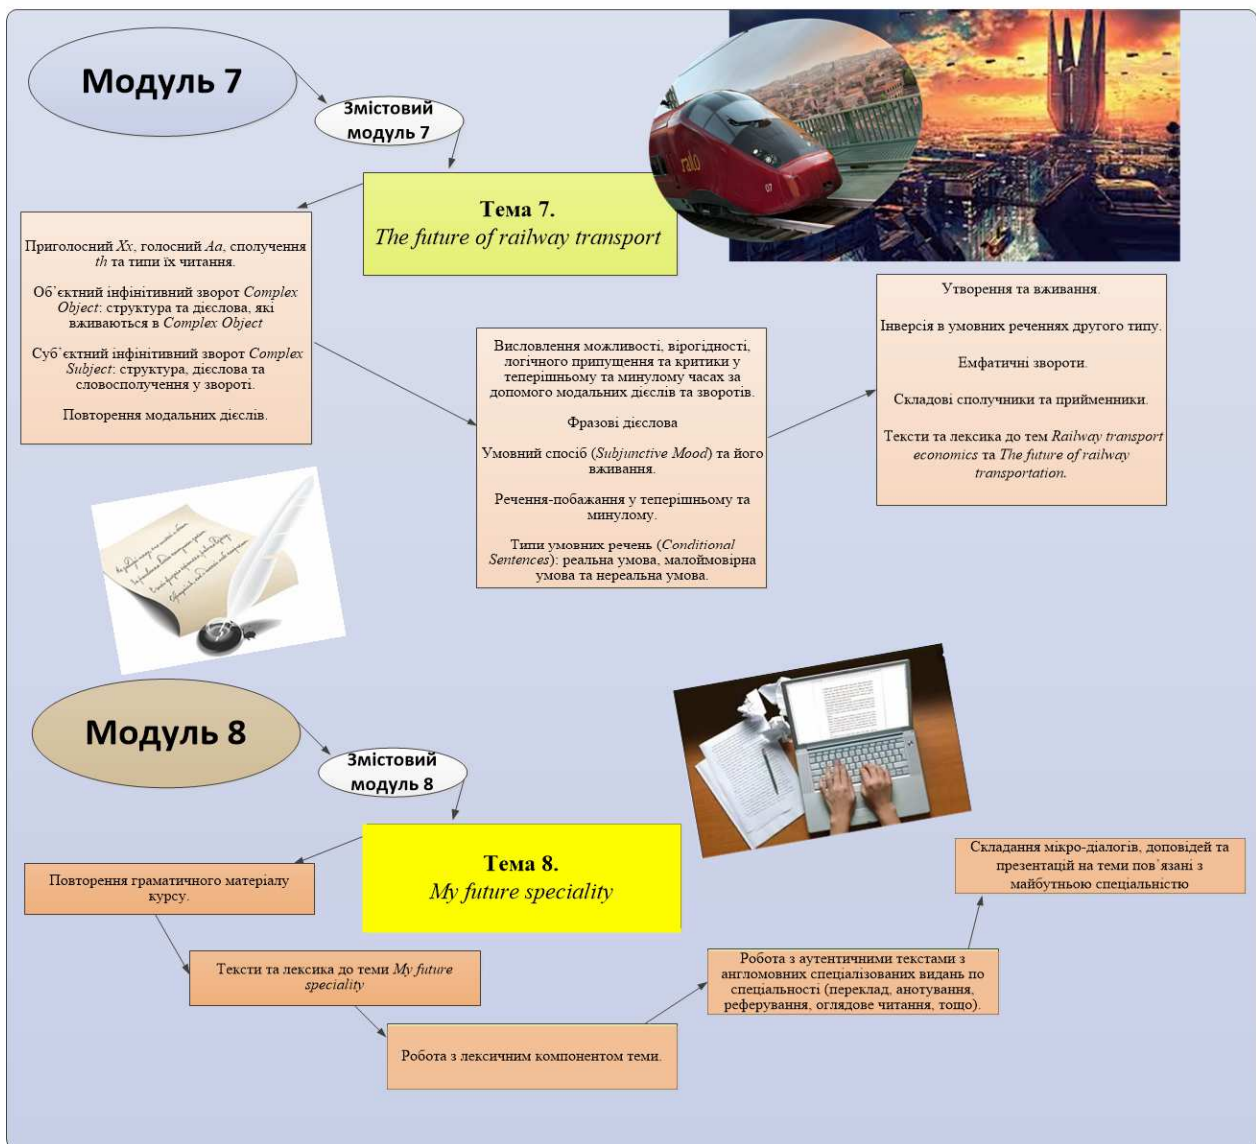 Модуль 7
Змістовий
модуль 7
Тема 7.
The future of railway transport
ralo
07
Приголосний Xx, голосний Aa, сполучення
th та типи їх читання.
Об’єктний інфінітивний зворот Complex
Object: структура та дієслова, які
вживаються в Complex Object
Суб’єктний інфінітивний зворот Complex
Subject: структура, дієслова та
словосполучення у звороті.
Повторення модальних дієслів.
Висловлення можливості, вірогідності,
логічного припущення та критики у
теперішньому та минулому часах за
допомого модальних дієслів та зворотів.
Фразові дієслова
Умовний спосіб (Subjunctive Mood) та його
вживання.
Речення-побажання у теперішньому та
минулому.
Типи умовних речень (Conditional
Sentences): реальна умова, малоймовірна
умова та нереальна умова.
Утворення та вживання.
Інверсія в умовних реченнях другого типу.
Емфатичні звороти.
Складові сполучники та прийменники.
Тексти та лексика до тем Railway transport
economics та The future of railway
transportation.
Модуль 8
Змістовий
модуль 8
Тема 8.
My future speciality
Повторення граматичного матеріалу
курсу.
Тексти та лексика до теми My future
speciality
Робота з лексичним компонентом теми.
Робота з аутентичними текстами з
англомовних спеціалізованих видань по
спеціальності (переклад, анотування,
реферування, оглядове читання, тощо).
Складання мікро-діалогів, доповідей та
презентацій на теми пов’язані з
майбутньою спеціальністю